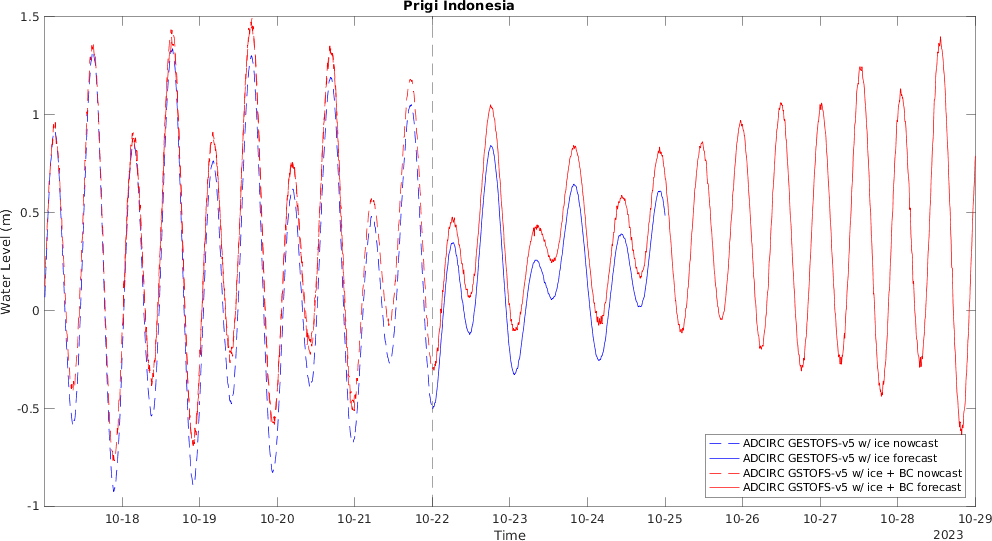 Prigi Indonesia
1.5
1
0.5
0
-0.5
-1
Water Level (m)
ADCIRC GESTOFS-v5 w/ ice nowcast
ADCIRC GESTOFS-v5 w/ ice forecast
ADCIRC GSTOFS-v5 w/ ice + BC nowcast
ADCIRC GSTOFS-v5 w/ ice + BC forecast
10-18 10-19 10-20 10-21 10-22 10-23 10-24 10-25 10-26 10-27 10-28 10-29
Time
2023